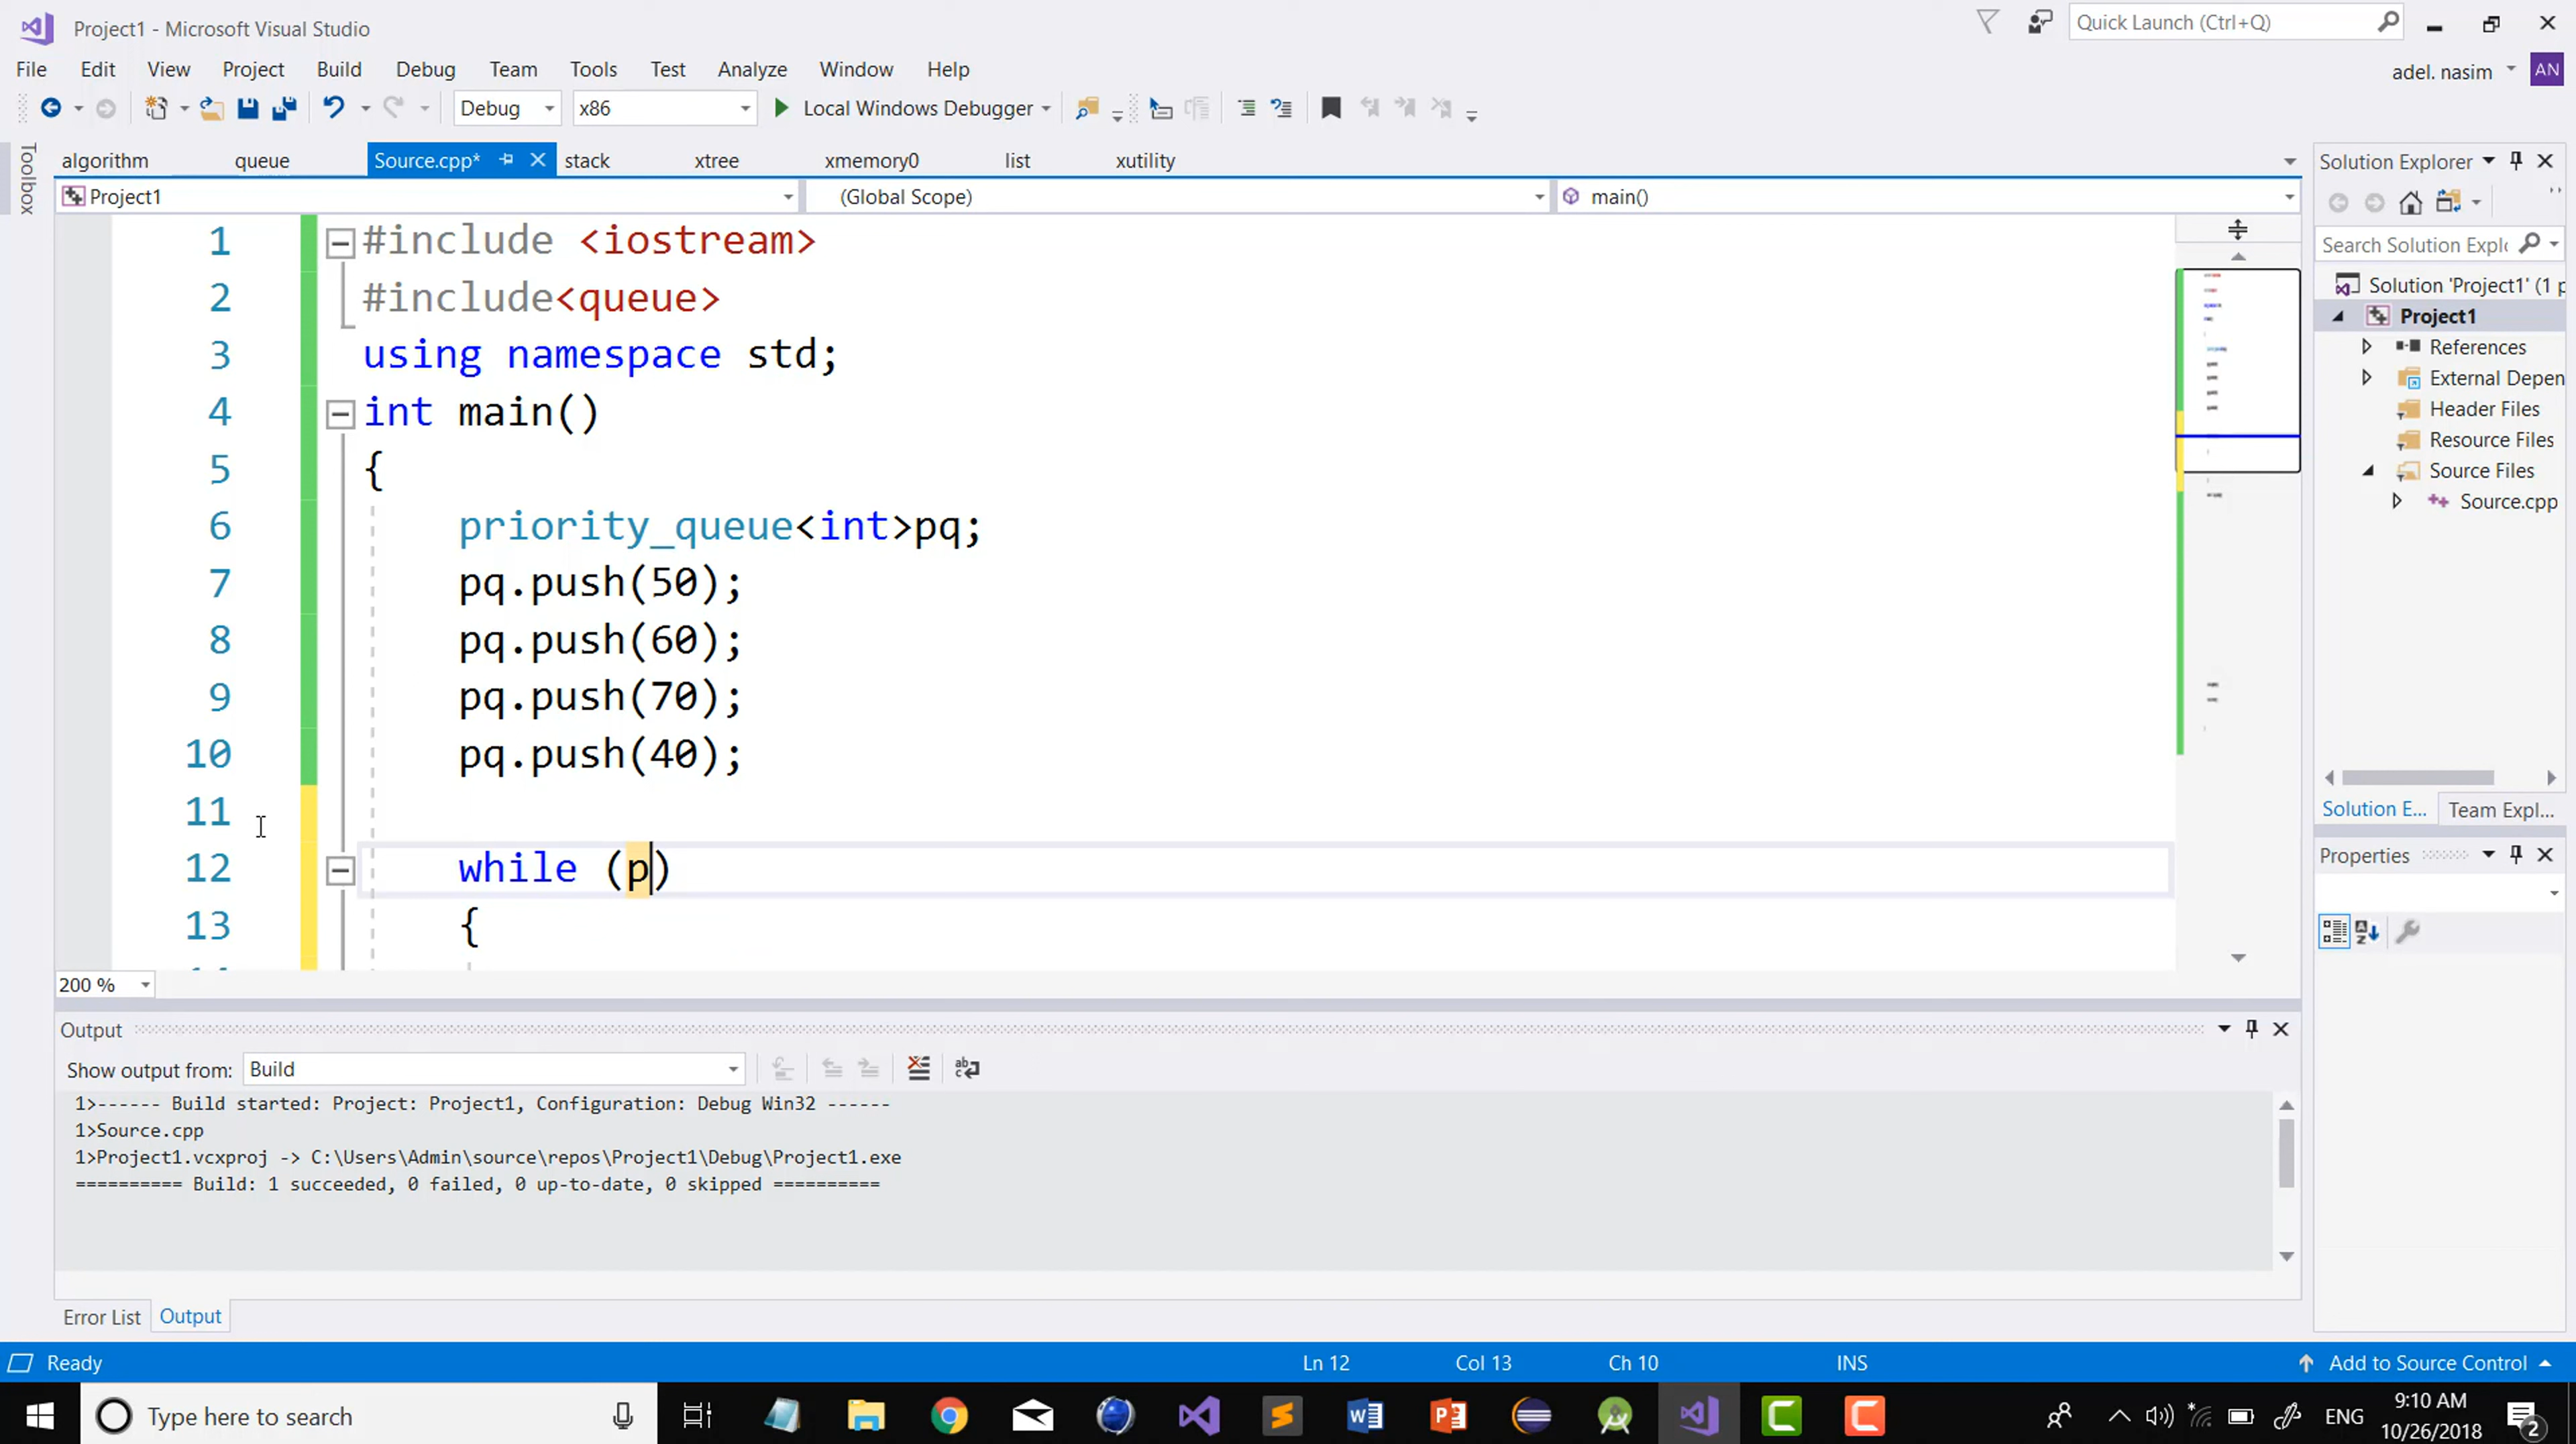 Project1 - Microsoft Visual Studio
Quick Launch (Ctrl+Q)
File Edit View Project Build Debug Team Tools Test Analyze Window Help
adel. nasim AN
Debug x86 Local Windows Debugger
Toolbox
algorithm queue Source.cpp* stack xtree xmemory0 list xutility
Project1 (Global Scope) main()
1 #include <iostream>
2 #include<queue>
3 using namespace std;
4 int main()
5 {
6 priority_queue<int>pq;
7 pq.push(50);
8 pq.push(60);
9 pq.push(70);
10 pq.push(40);
11
12 while (p)
13 {
200 %
Solution Explorer
Search Solution Explo
Solution 'Project1' (1 p
Project1
References
External Depen
Header Files
Resource Files
Source Files
Source.cpp
Solution E... Team Expl...
Properties
Output
Show output from: Build
1>------ Build started: Project: Project1, Configuration: Debug Win32 ------
1>Source.cpp
1>Project1.vcxproj -> C:\Users\Admin\source\repos\Project1\Debug\Project1.exe
========== Build: 1 succeeded, 0 failed, 0 up-to-date, 0 skipped ==========
Error List Output
Ready Ln 12 Col 13 Ch 10 INS Add to Source Control
Type here to search
ENG 9:10 AM
10/26/2018
2